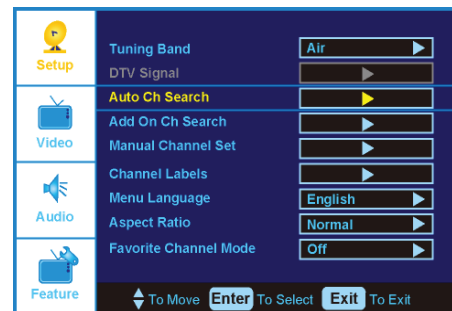 Setup
Video
Audio
Feature
Tuning Band Air
DTV Signal
Auto Ch Search
Add On Ch Search
Manual Channel Set
Channel Labels
Menu Language English
Aspect Ratio Normal
Favorite Channel Mode Off
To Move Enter To Select Exit To Exit